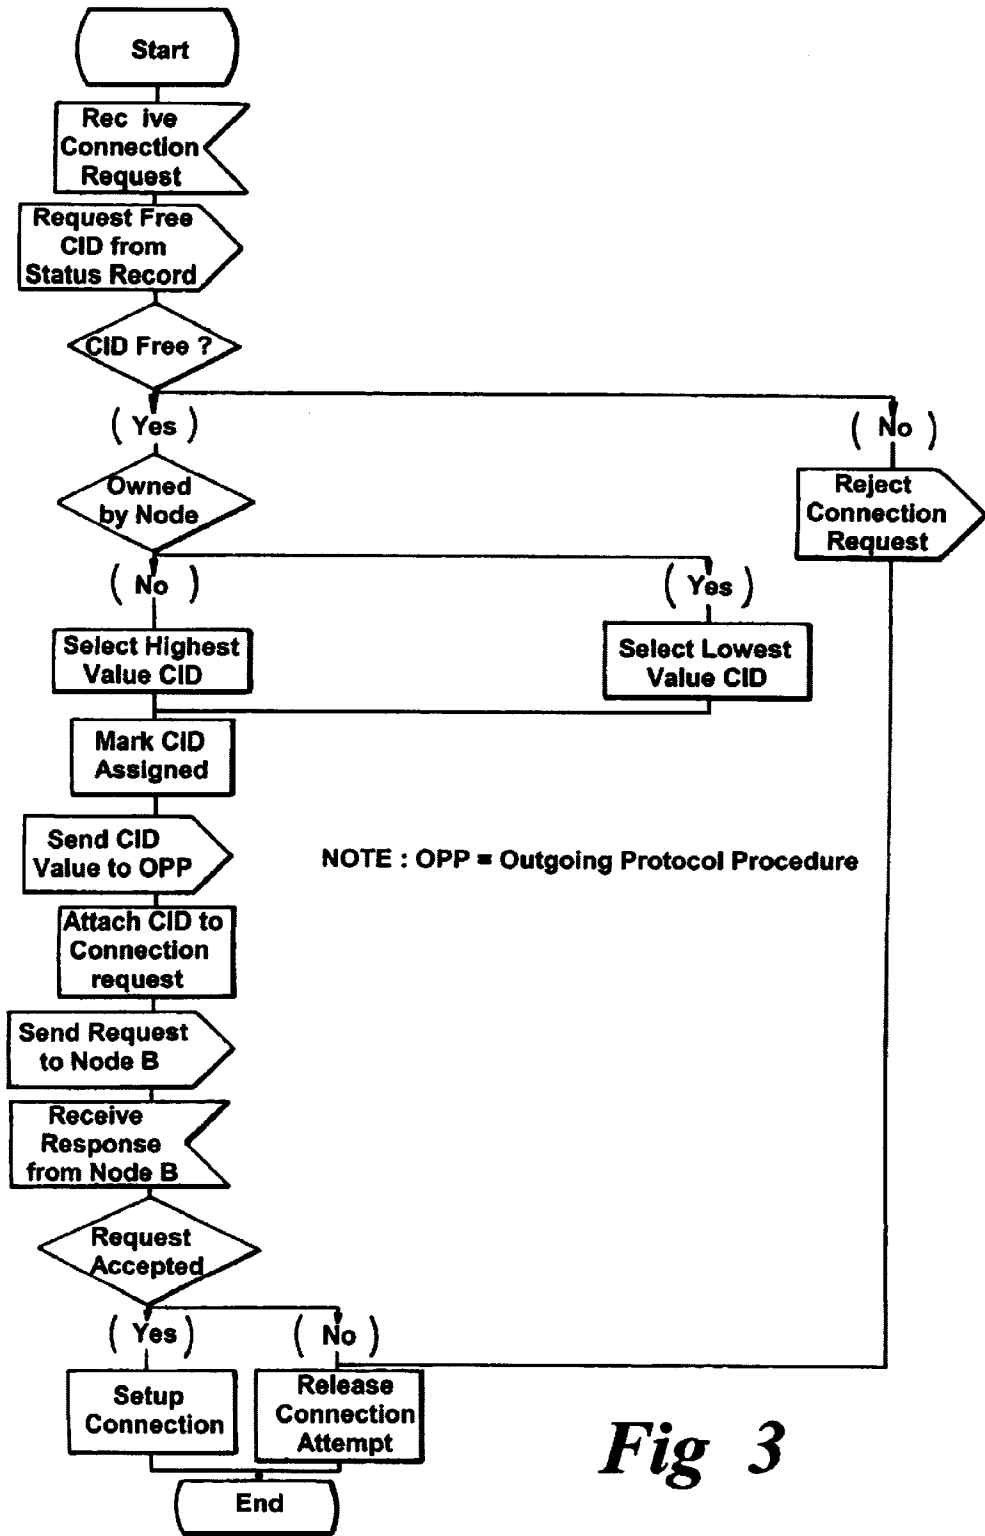 Start
Rec ive
Connection
Request
Request Free
CID from
Status Record
CID Free ?
( Yes )
( No )
Owned
by Node
Reject
Connection
Request
( No )
( Yes )
Select Highest
Value CID
Select Lowest
Value CID
Mark CID
Assigned
Send CID
Value to OPP
NOTE : OPP = Outgoing Protocol Procedure
Attach CID to
Connection
request
Send Request
to Node B
Receive
Response
from Node B
Request
Accepted
( Yes )
( No )
Setup
Connection
Release
Connection
Attempt
End
Fig 3